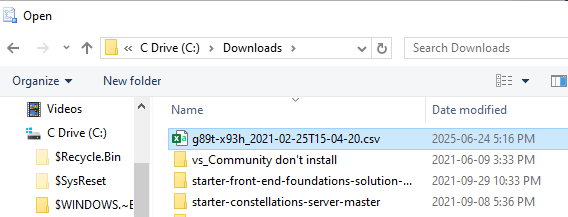 Open
« C Drive (C:) > Downloads >
Search Downloads
Organize
New folder
Name
Date modified
Videos
C Drive (C:)
$Recycle.Bin
$SysReset
$WINDOWS.~B
g89t-x93h_2021-02-25T15-04-20.csv 2025-06-24 5:16 PM
vs_Community don't install 2021-06-09 3:33 PM
starter-front-end-foundations-solution-... 2021-09-29 10:33 PM
starter-constellations-server-master 2021-09-08 5:36 PM